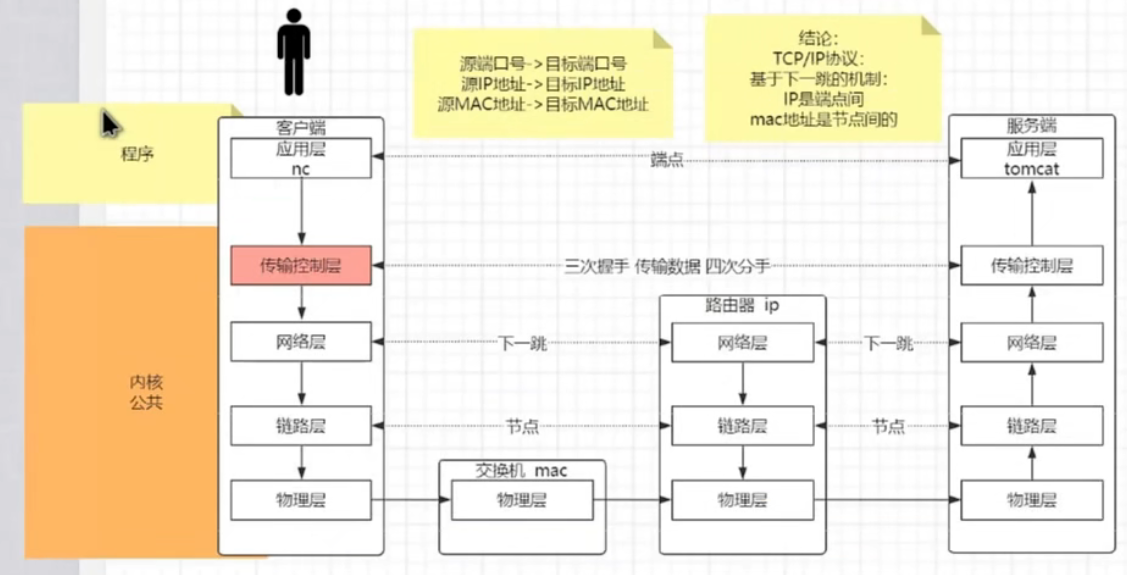 源端口号->目标端口号
源IP地址->目标IP地址
源MAC地址->目标MAC地址
结论:
TCP/IP协议:
基于下一跳的机制:
IP是端点间
mac地址是节点间的
程序
客户端
应用层
nc
端点
服务端
应用层
tomcat
传输控制层
三次握手 传输数据 四次分手
传输控制层
路由器 ip
网络层
下一跳
网络层
下一跳
网络层
内核
公共
链路层
节点
链路层
节点
链路层
交换机 mac
物理层
物理层
物理层
物理层